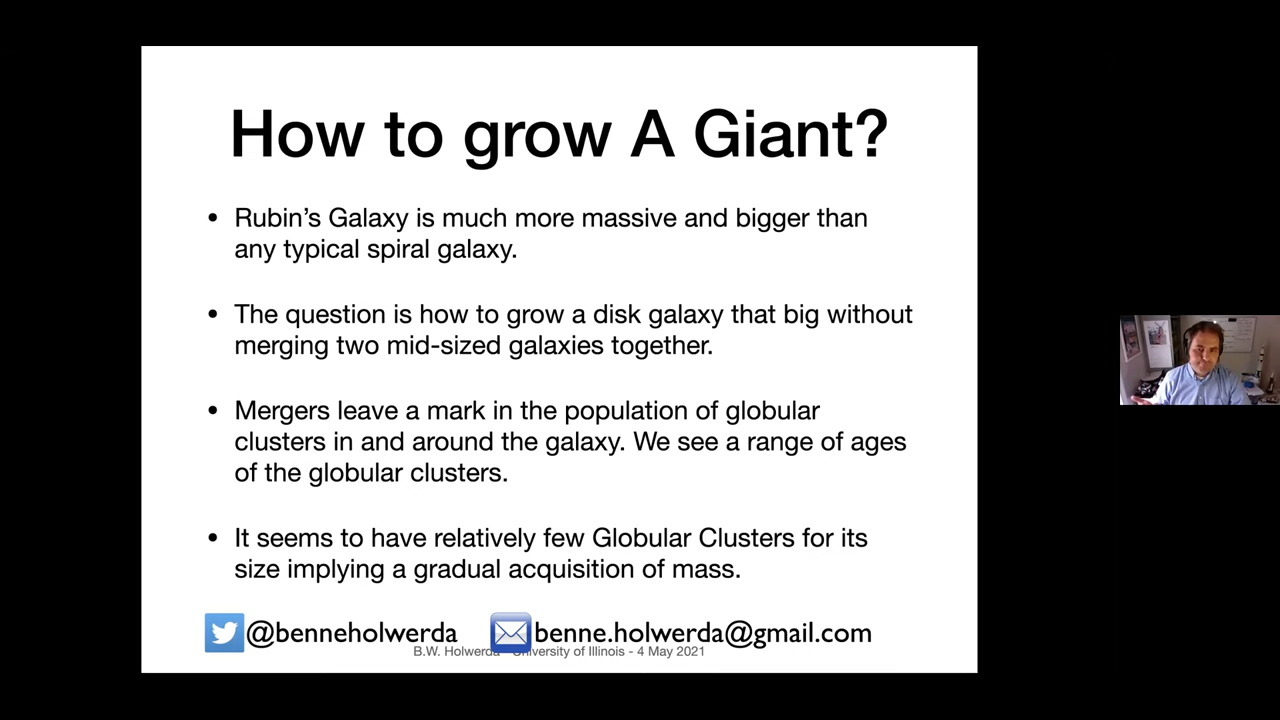 How to grow A Giant?
• Rubin’s Galaxy is much more massive and bigger than
any typical spiral galaxy.
• The question is how to grow a disk galaxy that big without
merging two mid-sized galaxies together.
• Mergers leave a mark in the population of globular
clusters in and around the galaxy. We see a range of ages
of the globular clusters.
• It seems to have relatively few Globular Clusters for its
size implying a gradual acquisition of mass.
@benneholwerda benne.holwerda@gmail.com
B.W. Holwerda - University of Illinois - 4 May 2021